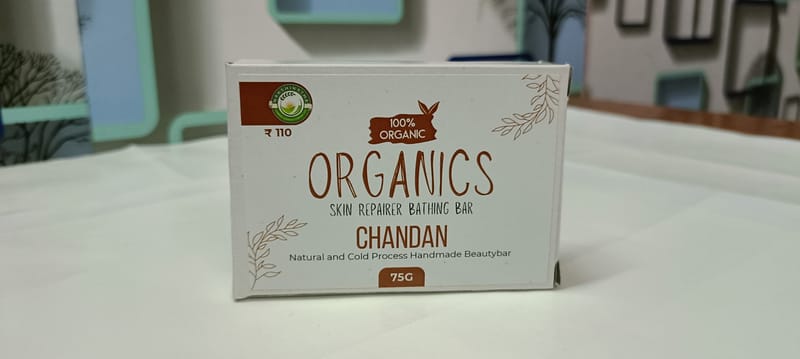 ₹ 110
100%
ORGANIC
ORGANICS
SKIN REPAIRER BATHING BAR
CHANDAN
Natural and Cold Process Handmade Beautybar
75G